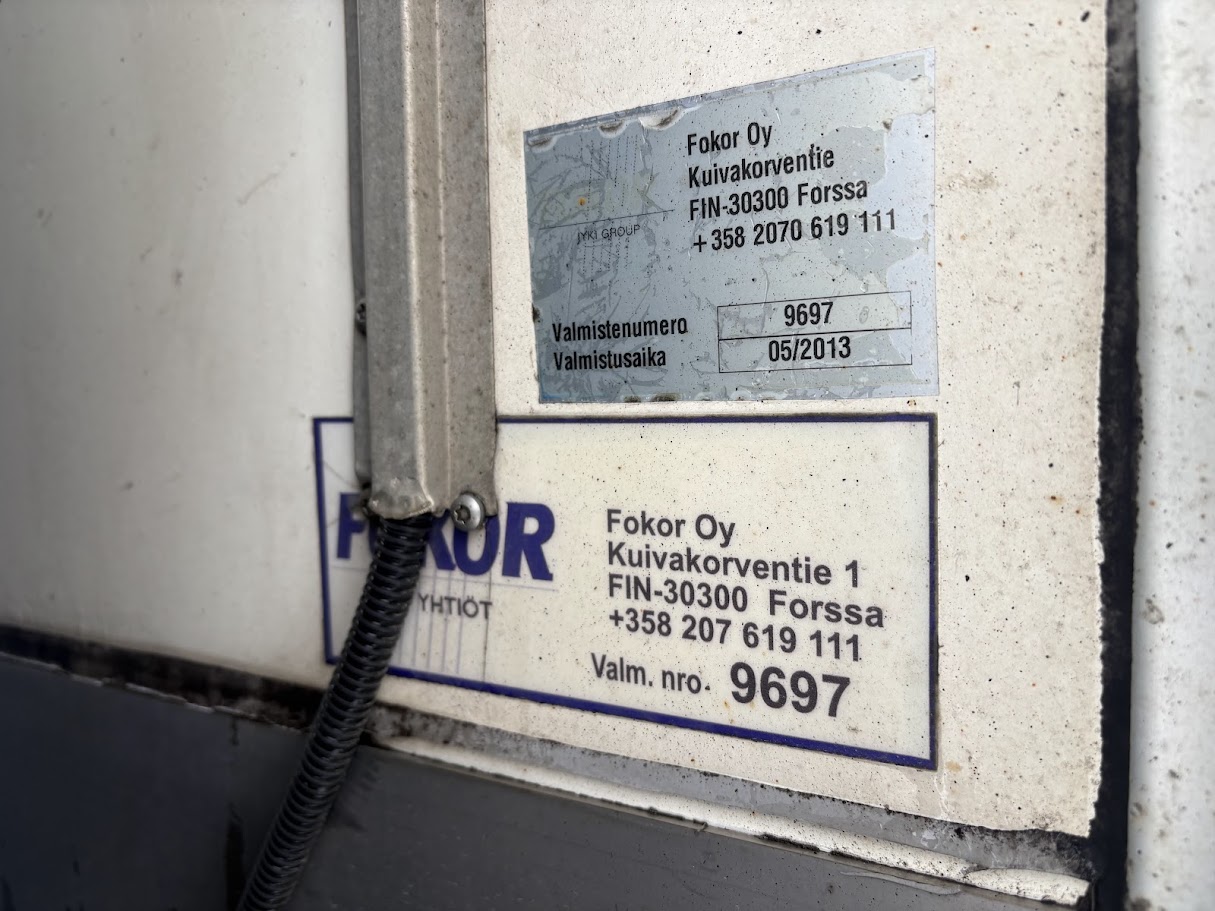 Fokor Oy
Kuivakorventie
FIN-30300 Forssa
+358 2070 619 111
JYKI GROUP
Valmistenumero 9697
Valmistusaika 05/2013
FOKOR
YHTIÖT
Fokor Oy
Kuivakorventie 1
FIN-30300 Forssa
+358 207 619 111
Valm. nro. 9697